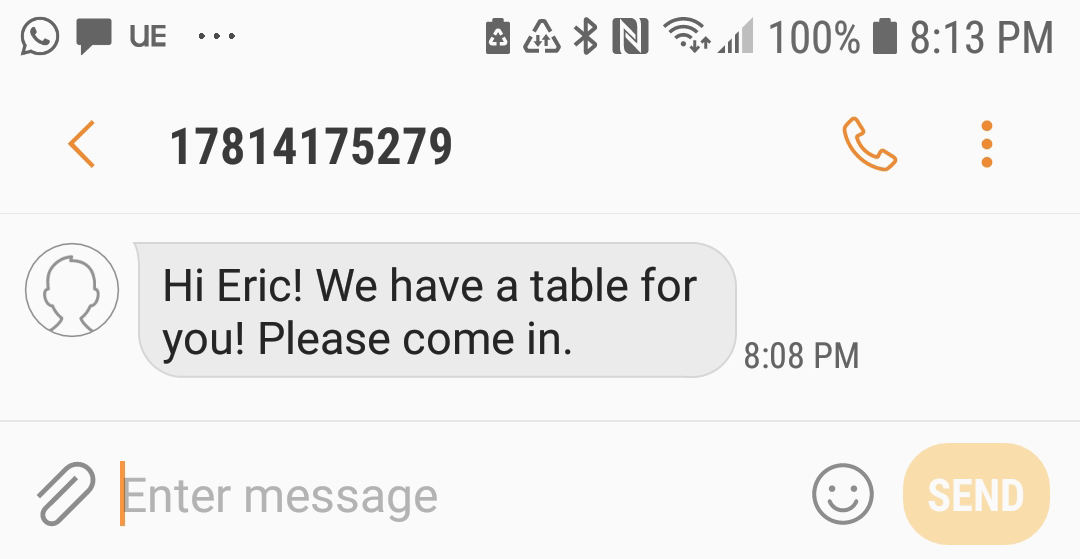 UE ... 100% 8:13 PM
17814175279
Hi Eric! We have a table for
you! Please come in.
8:08 PM
Enter message SEND